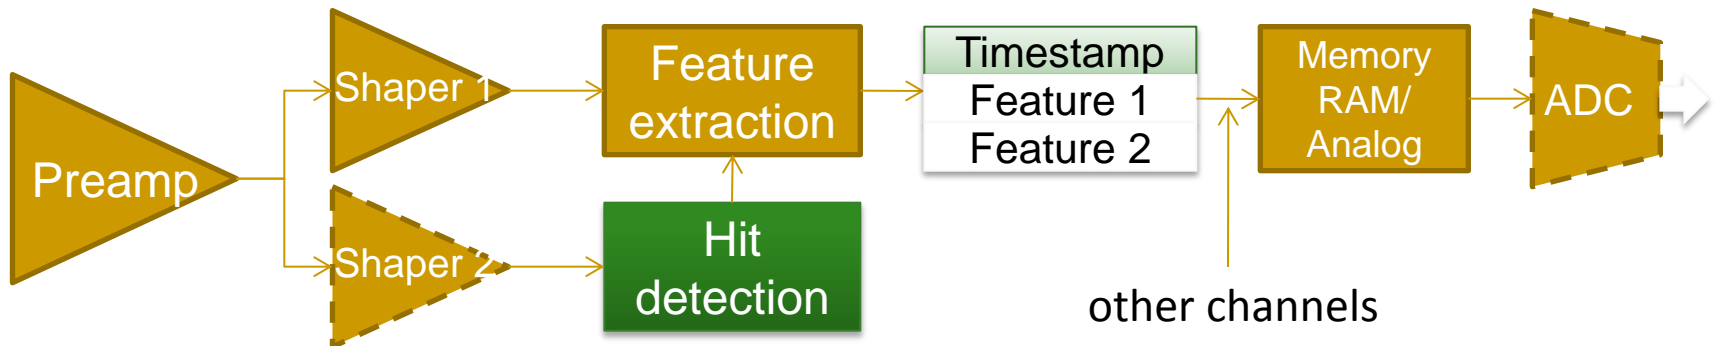 Preamp
Shaper 1
Shaper 2
Feature
extraction
Hit
detection
Timestamp
Feature 1
Feature 2
other channels
Memory
RAM/
Analog
ADC